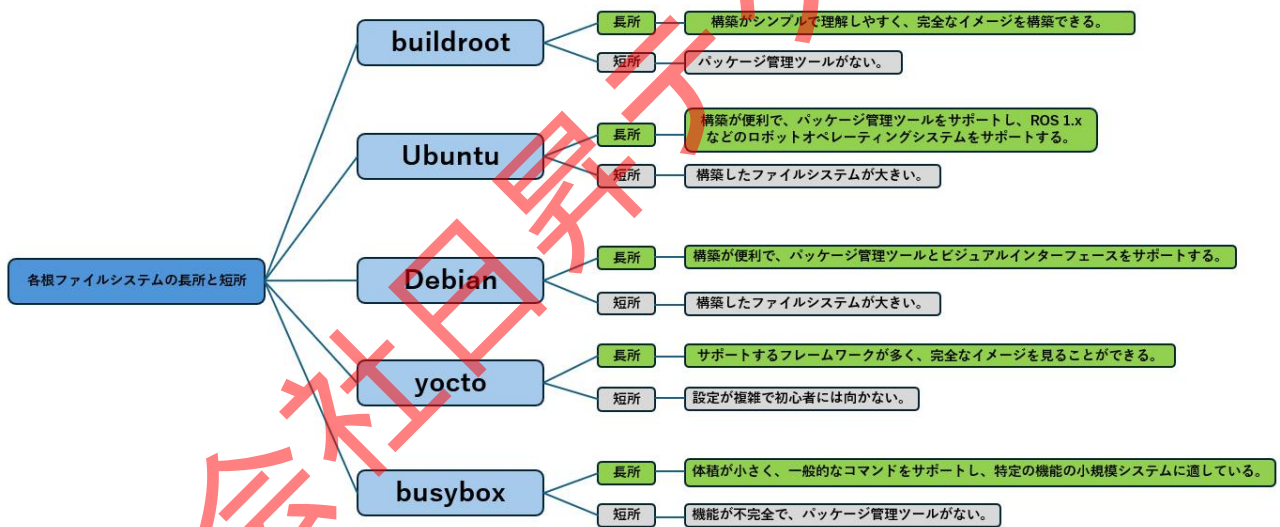 各根ファイルシステムの長所と短所
buildroot
長所
構築がシンプルで理解しやすく、完全なイメージを構築できる。
短所
パッケージ管理ツールがない。
Ubuntu
長所
構築が便利で、パッケージ管理ツールをサポートし、ROS 1.x
などのロボットオペレーティングシステムをサポートする。
短所
構築したファイルシステムが大きい。
Debian
長所
構築が便利で、パッケージ管理ツールとビジュアルインターフェースをサポートする。
短所
構築したファイルシステムが大きい。
yocto
長所
サポートするフレームワークが多く、完全なイメージを見ることができる。
短所
設定が複雑で初心者には向かない。
busybox
長所
体積が小さく、一般的なコマンドをサポートし、特定の機能の小規模システムに適している。
短所
機能が不完全で、パッケージ管理ツールがない。
会社日昇テ